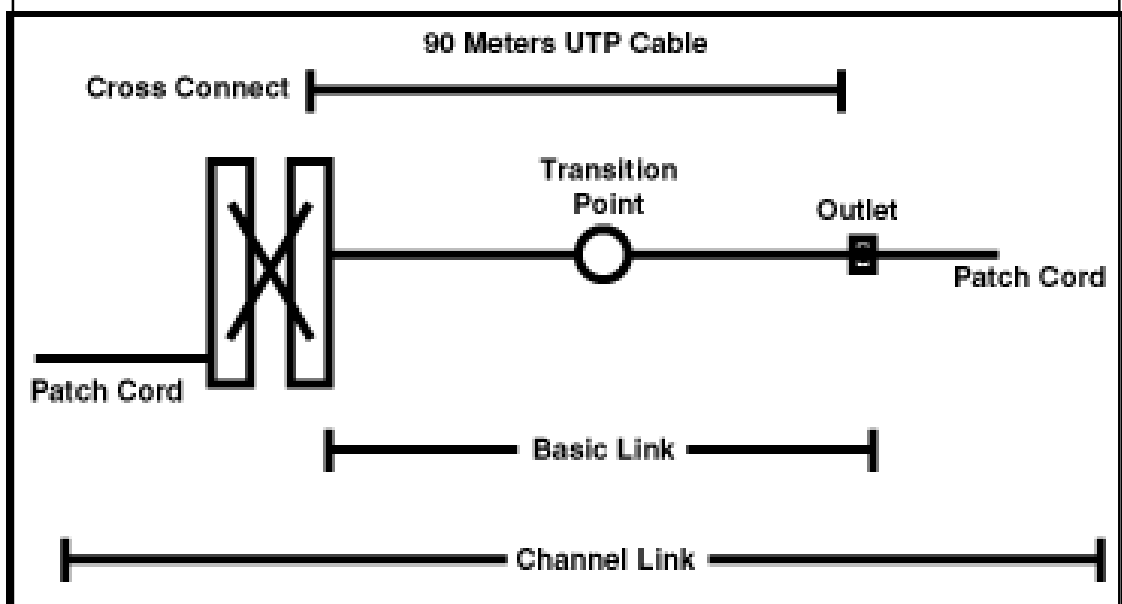 90 Meters UTP Cable
Cross Connect
Transition
Point
Outlet
Patch Cord
Patch Cord
Basic Link
Channel Link